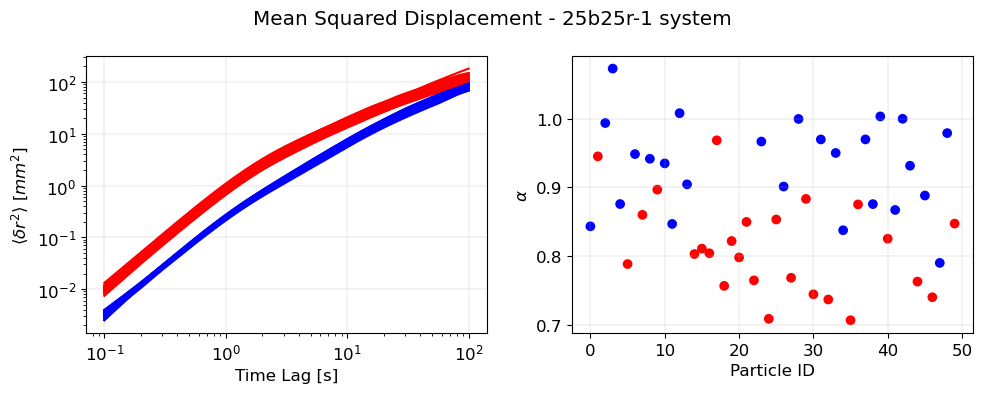 Mean Squared Displacement - 25b25r-1 system
⟨δr²⟩ [mm²]
10²
10¹
10⁰
10⁻¹
10⁻²
10⁻¹ 10⁰ 10¹ 10² 
Time Lag [s]
α
1.0
0.9
0.8
0.7
0 10 20 30 40 50
Particle ID